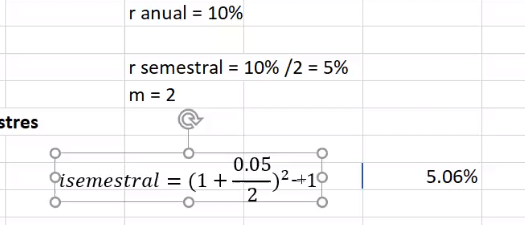 r anual = 10%
r semestral = 10% /2 = 5%
m = 2
stres
isemestral = (1 + 0.05/2)² − 1
5.06%